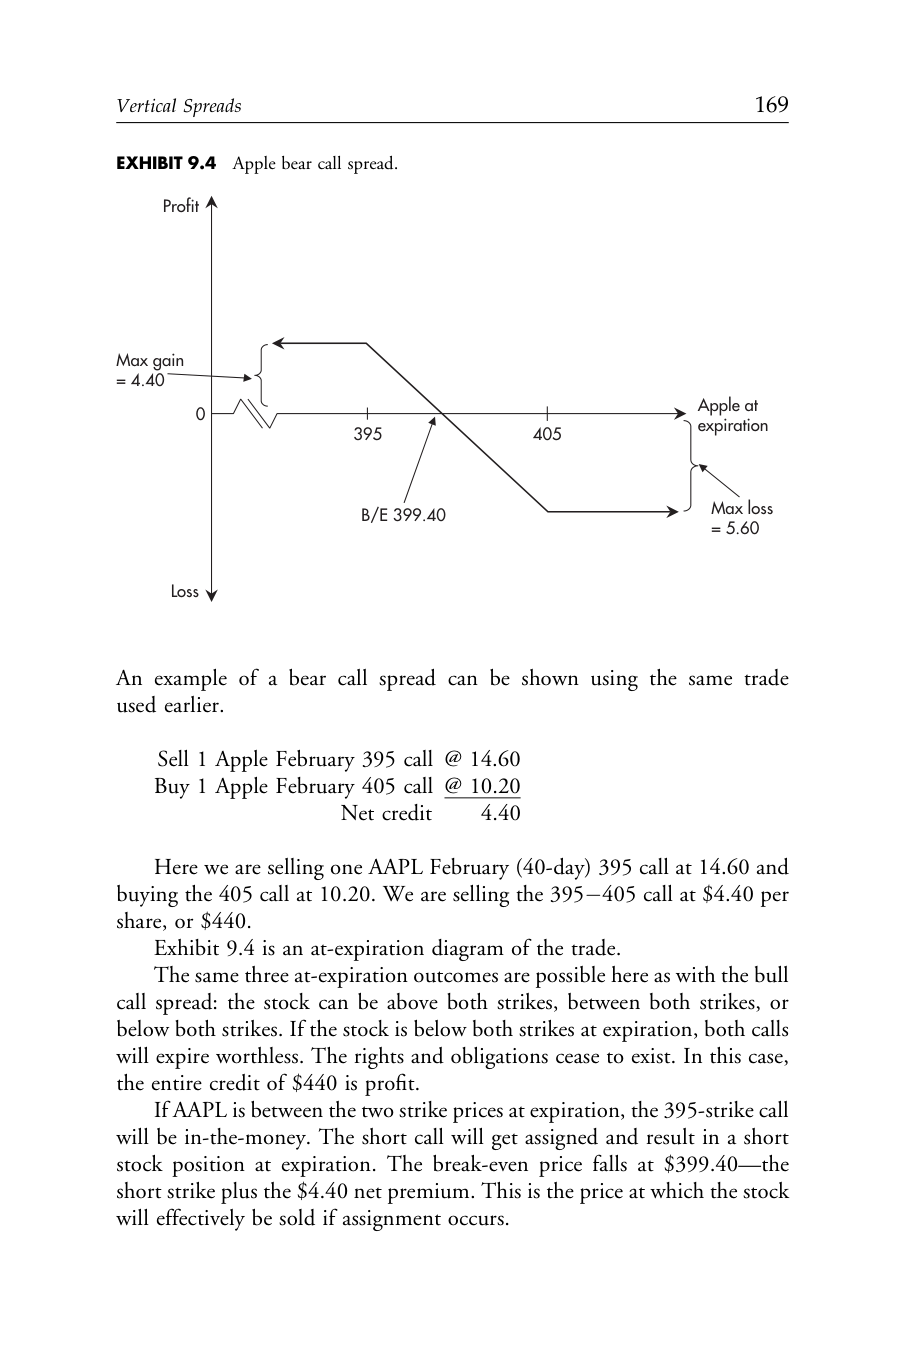 Vertical Spreads 169
EXHIBIT 9.4 Apple bear call spread.
Profit
Max gain
= 4.40
0
395
405
Apple at
expiration
B/E 399.40
Max loss
= 5.60
Loss
An example of a bear call spread can be shown using the same trade
used earlier.
Sell 1 Apple February 395 call @ 14.60
Buy 1 Apple February 405 call @ 10.20
Net credit 4.40
Here we are selling one AAPL February (40-day) 395 call at 14.60 and
buying the 405 call at 10.20. We are selling the 395–405 call at $4.40 per
share, or $440.
Exhibit 9.4 is an at-expiration diagram of the trade.
The same three at-expiration outcomes are possible here as with the bull
call spread: the stock can be above both strikes, between both strikes, or
below both strikes. If the stock is below both strikes at expiration, both calls
will expire worthless. The rights and obligations cease to exist. In this case,
the entire credit of $440 is profit.
If AAPL is between the two strike prices at expiration, the 395-strike call
will be in-the-money. The short call will get assigned and result in a short
stock position at expiration. The break-even price falls at $399.40—the
short strike plus the $4.40 net premium. This is the price at which the stock
will effectively be sold if assignment occurs.